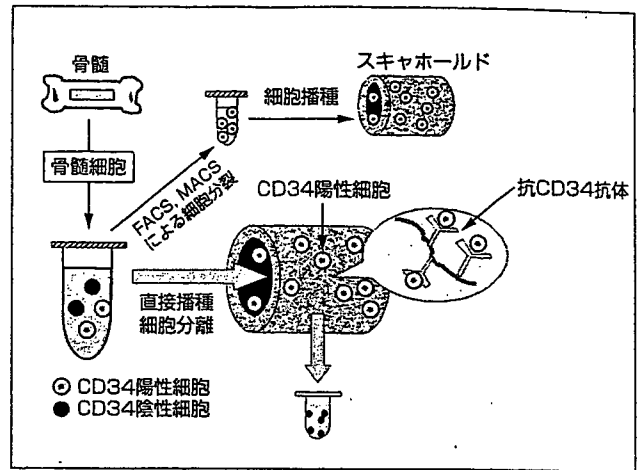 骨髄
スキャホールド
細胞播種
骨髄細胞
FACS, MACS
による細胞分裂
CD34陽性細胞
抗CD34抗体
直接播種
細胞分離
CD34陽性細胞
CD34陰性細胞